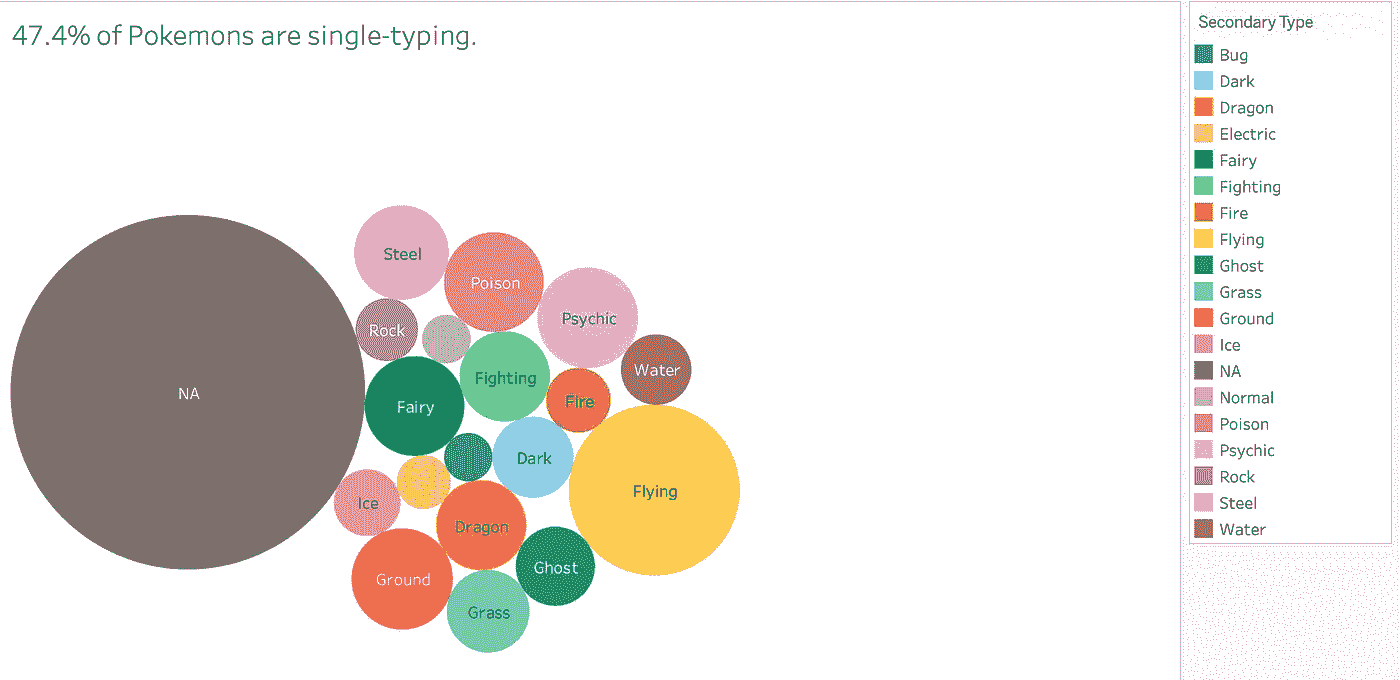 47.4% of Pokemons are single-typing.
Steel
Poison
Psychic
Rock
Water
Fighting
NA
Fire
Fairy
Dark
Flying
Ice
Dragon
Ghost
Ground
Grass
Secondary Type
Bug
Dark
Dragon
Electric
Fairy
Fighting
Fire
Flying
Ghost
Grass
Ground
Ice
NA
Normal
Poison
Psychic
Rock
Steel
Water